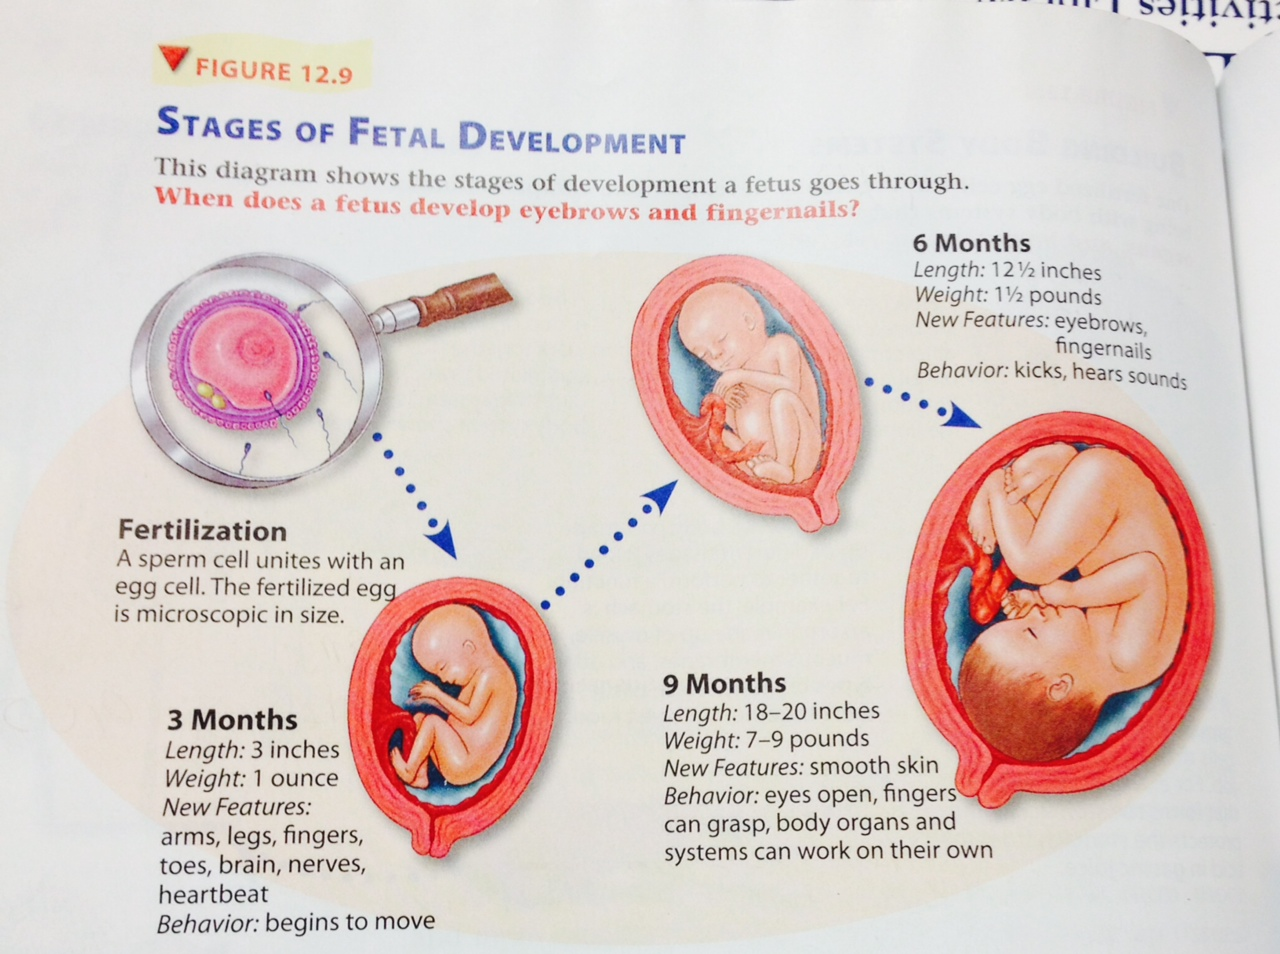 FIGURE 12.9
STAGES OF FETAL DEVELOPMENT
This diagram shows the stages of development a fetus goes through.
When does a fetus develop eyebrows and fingernails?
Fertilization
A sperm cell unites with an
egg cell. The fertilized egg
is microscopic in size.
3 Months
Length: 3 inches
Weight: 1 ounce
New Features:
arms, legs, fingers,
toes, brain, nerves,
heartbeat
Behavior: begins to move
6 Months
Length: 12½ inches
Weight: 1½ pounds
New Features: eyebrows,
fingernails
Behavior: kicks, hears sounds
9 Months
Length: 18–20 inches
Weight: 7–9 pounds
New Features: smooth skin
Behavior: eyes open, fingers
can grasp, body organs and
systems can work on their own